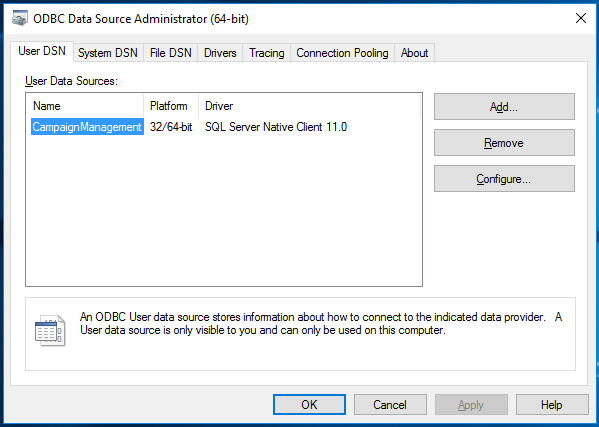 ODBC Data Source Administrator (64-bit)
User DSN System DSN File DSN Drivers Tracing Connection Pooling About
User Data Sources:
Name Platform Driver
CampaignManagement 32/64-bit SQL Server Native Client 11.0
Add...
Remove
Configure...
An ODBC User data source stores information about how to connect to the indicated data provider. A
User data source is only visible to you and can only be used on this computer.
OK Cancel Apply Help